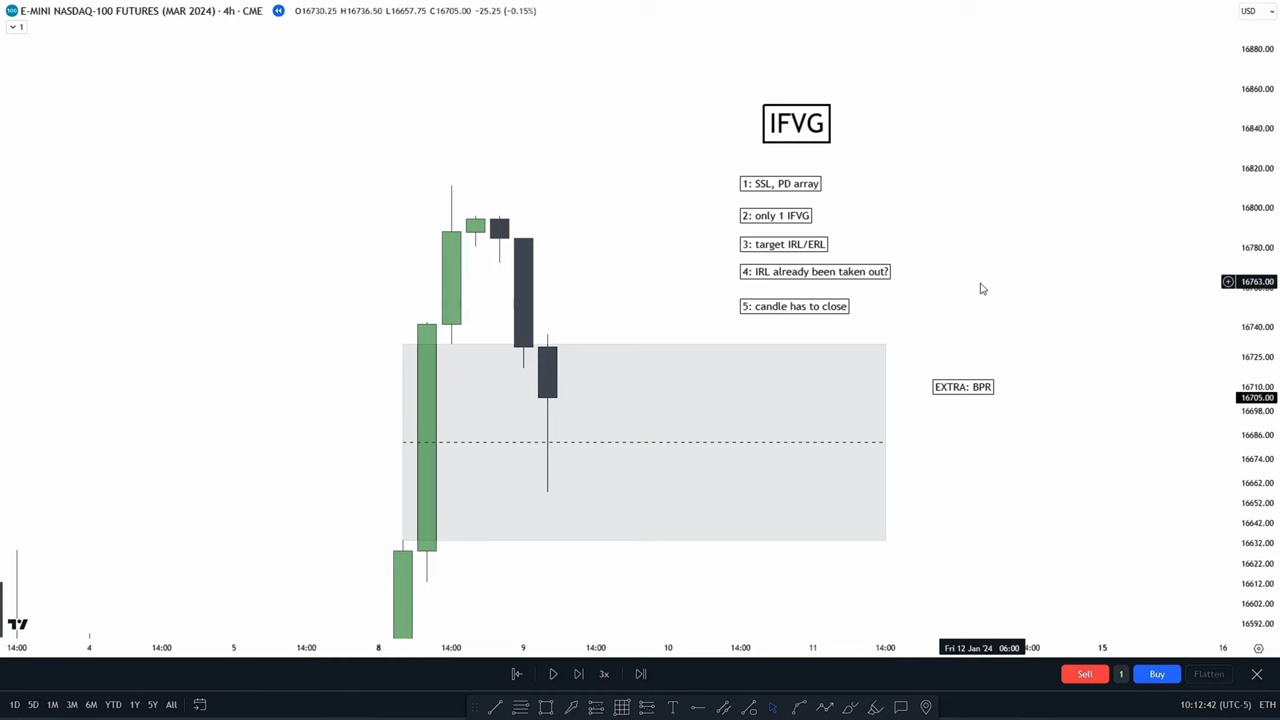 E-MINI NASDAQ-100 FUTURES (MAR 2024) · 4h · CME O16730.25 H16736.50 L16657.75 C16705.00 −25.25 (−0.15%)
USD
1
IFVG
1: SSL, PD array
2: only 1 IFVG
3: target IRL/ERL
4: IRL already been taken out?
5: candle has to close
EXTRA: BPR
16880.00
16860.00
16840.00
16820.00
16800.00
16780.00
16763.00
16740.00
16725.00
16710.00
16705.00
16698.00
16686.00
16674.00
16662.00
16652.00
16642.00
16632.00
16622.00
16612.00
16602.00
16592.00
14:00 4 14:00 5 14:00 8 14:00 9 14:00 10 14:00 11 14:00 Fri 12 Jan '24 06:00 4:00 15 16
3x
Sell 1 Buy Flatten
1D 5D 1M 3M 6M YTD 1Y 5Y All
10:12:42 (UTC-5) ETH